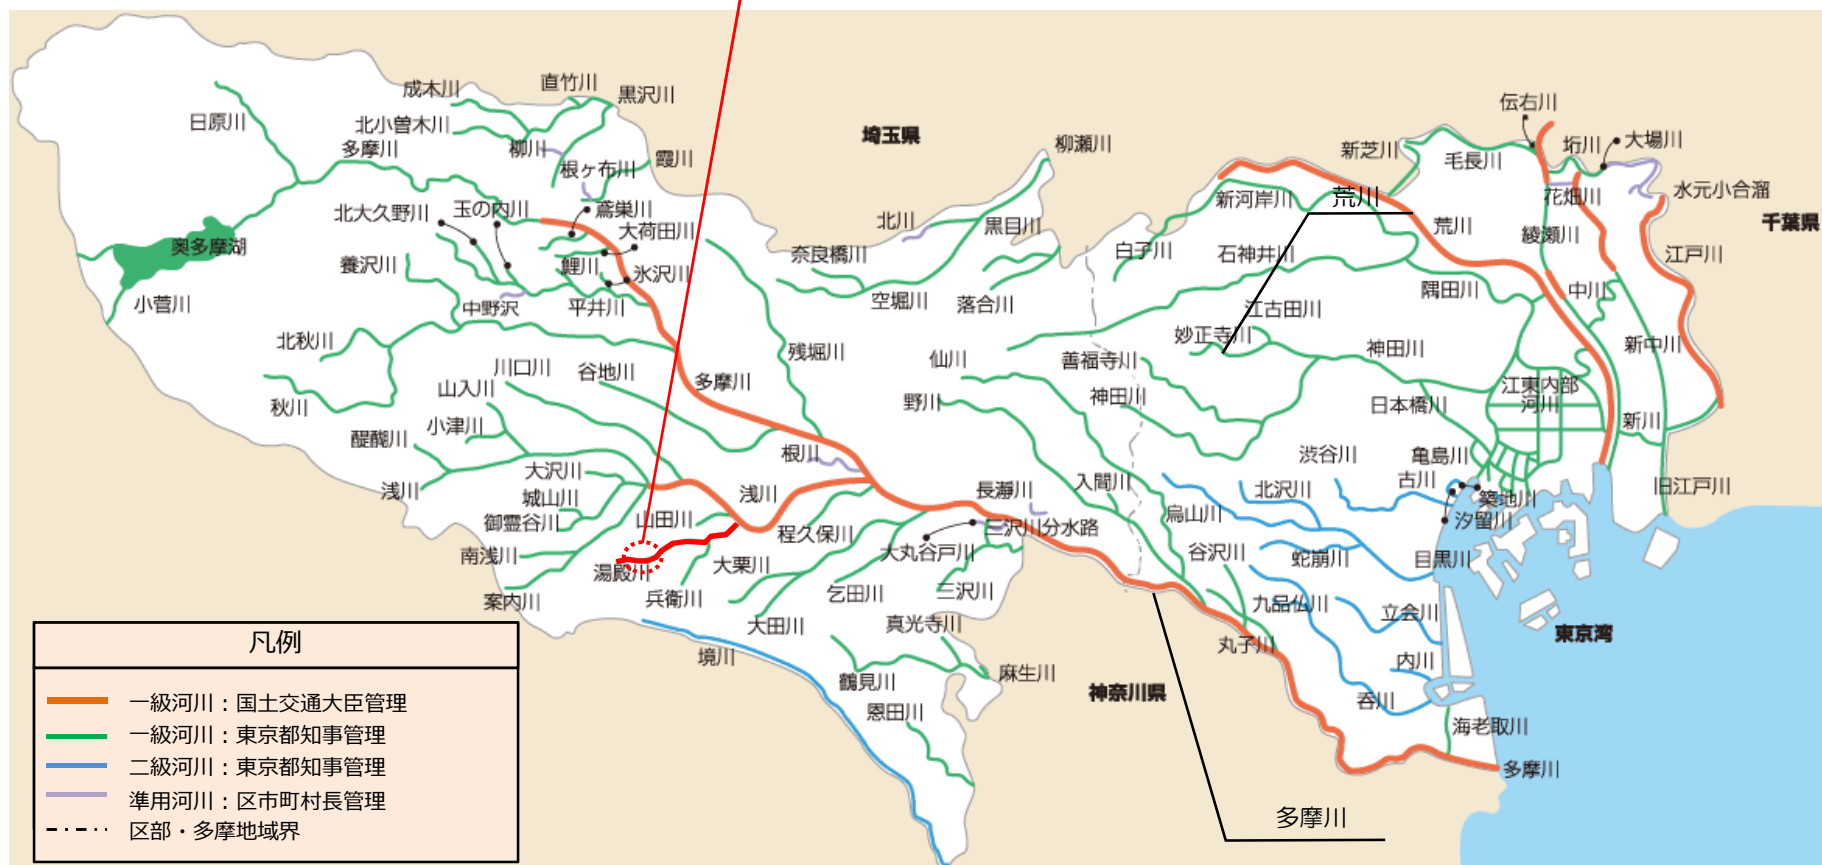 直竹川
成木川
黒沢川
伝右川
日原川
北小曽木川
埼玉県
柳瀬川
新芝川
毛長川
垳川
大場川
多摩川
柳川
根ヶ布川
霞川
水元小合溜
北大久野川
玉の内川
鳶巣川
北川
黒目川
新河岸川
荒川
花畑川
千葉県
大荷田川
荒川
綾瀬川
奥多摩湖
養沢川
鯉川
氷沢川
奈良橋川
白子川
石神井川
江戸川
小菅川
中野沢
平井川
空堀川
落合川
江古田川
隅田川
中川
北秋川
残堀川
仙川
善福寺川
妙正寺川
神田川
新中川
川口川
谷地川
多摩川
山入川
野川
神田川
日本橋川
江東内部
河川
秋川
小津川
新川
醍醐川
根川
渋谷川
亀島川
浅川
大沢川
浅川
長瀞川
入間川
北沢川
古川
築地川
旧江戸川
城山川
御霊谷川
山田川
程久保川
三沢川分水路
烏山川
汐留川
南浅川
湯殿川
大栗川
大丸谷戸川
谷沢川
蛇崩川
目黒川
案内川
兵衛川
乞田川
三沢川
九品仏川
立会川
大田川
真光寺川
丸子川
東京湾
境川
鶴見川
麻生川
神奈川県
内川
恩田川
呑川
海老取川
多摩川
多摩川
凡例
一級河川：国土交通大臣管理
一級河川：東京都知事管理
二級河川：東京都知事管理
準用河川：区市町村長管理
区部・多摩地域界